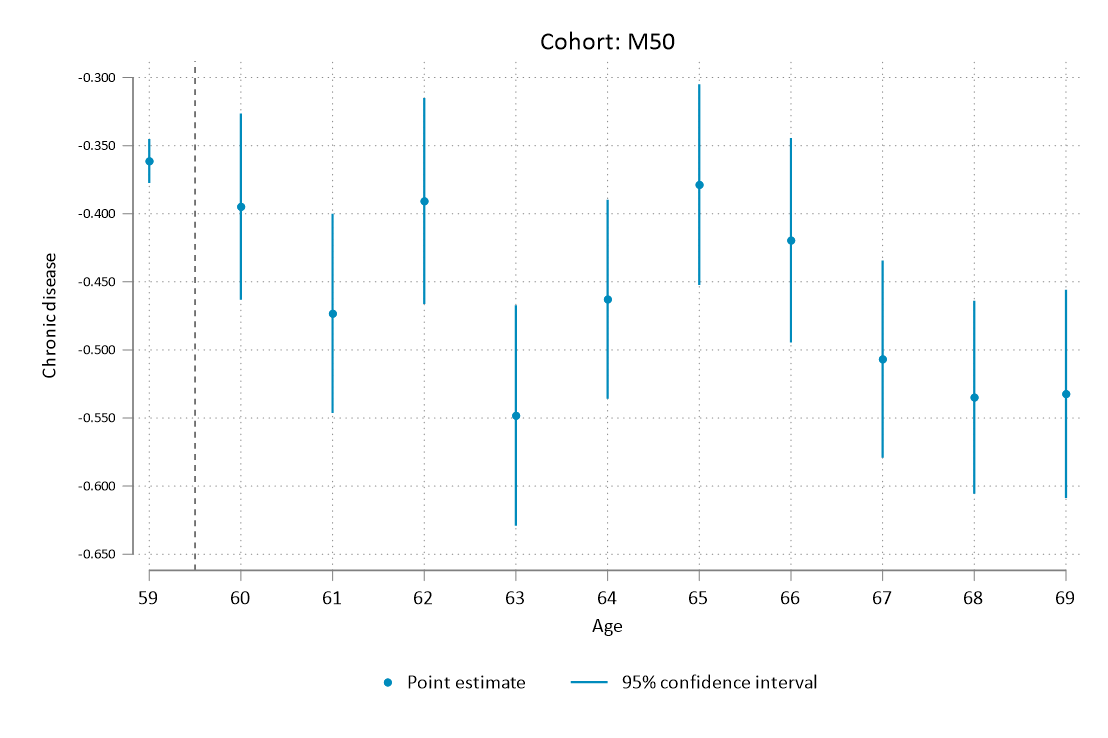 Cohort: M50
-0.300
-0.350
-0.400
-0.450
-0.500
-0.550
-0.600
-0.650
Chronic disease
59 60 61 62 63 64 65 66 67 68 69
Age
Point estimate 95% confidence interval